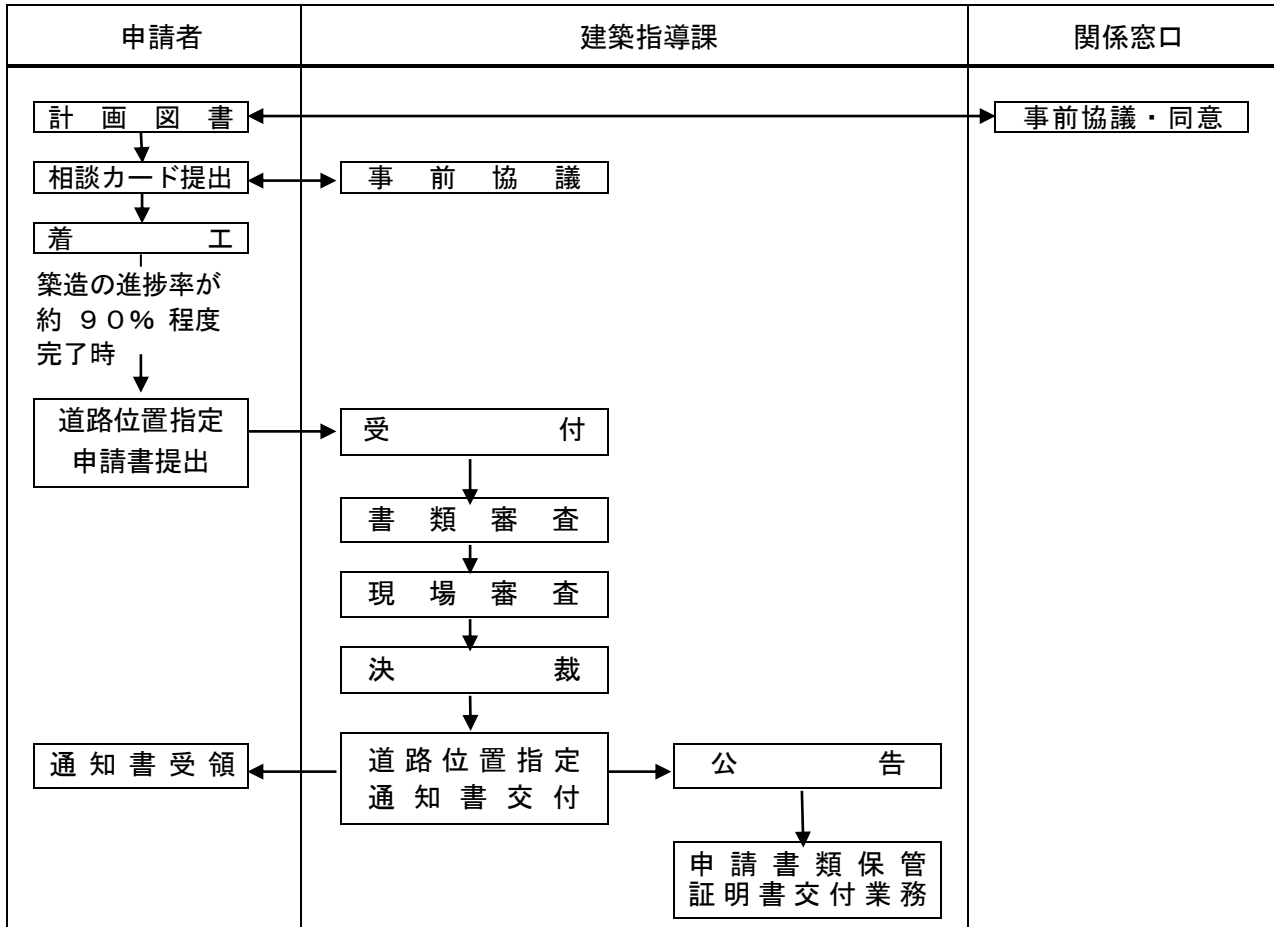 申請者
建築指導課
関係窓口
計画図書
事前協議・同意
相談カード提出
事前協議
着工
築造の進捗率が
約 ９０% 程度
完了時
道路位置指定
申請書提出
受付
書類審査
現場審査
決裁
通知書受領
道路位置指定
通知書交付
公告
申請書類保管
証明書交付業務